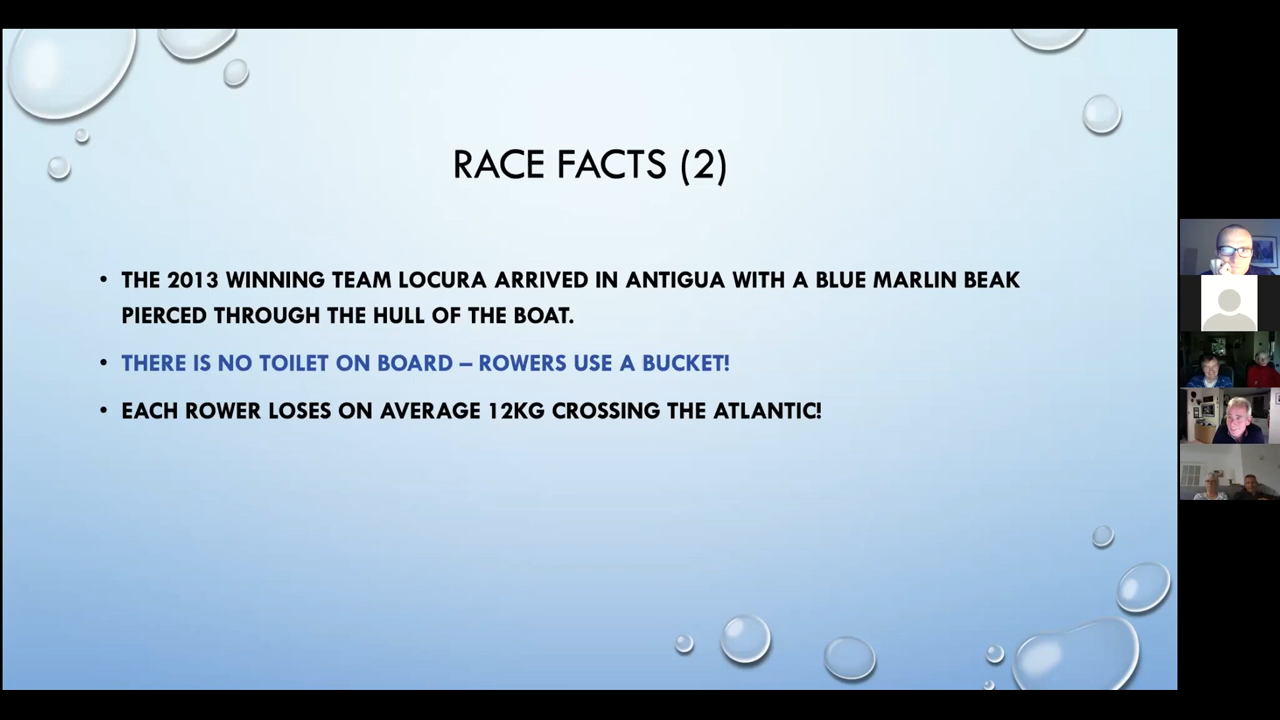 RACE FACTS (2)
• THE 2013 WINNING TEAM LOCURA ARRIVED IN ANTIGUA WITH A BLUE MARLIN BEAK
PIERCED THROUGH THE HULL OF THE BOAT.
• THERE IS NO TOILET ON BOARD – ROWERS USE A BUCKET!
• EACH ROWER LOSES ON AVERAGE 12KG CROSSING THE ATLANTIC!